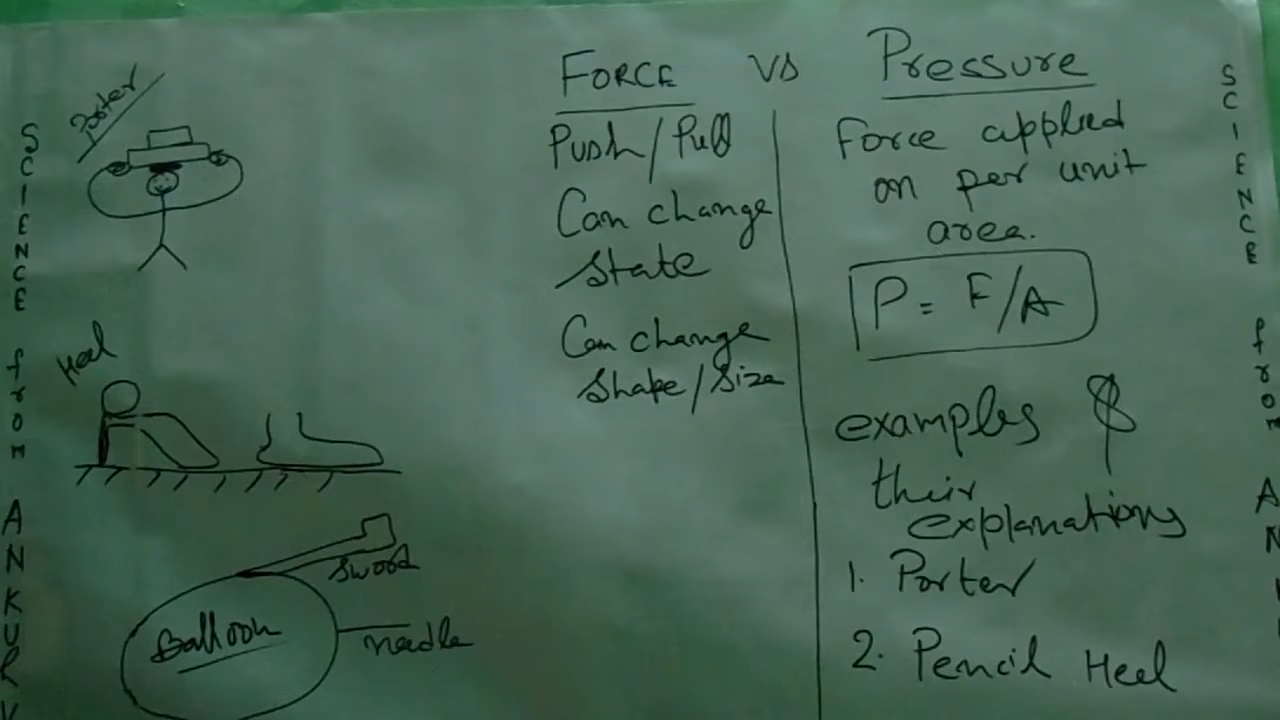 SCIENCE from ANKUR
Porter
Heel
Sword
Balloon
Needle
FORCE VS Pressure
Push/Pull
Can change
State
Can change
Shape/Size
Force applied
on per unit
area.
P = F/A
examples &
their
explanations
1. Porter
2. Pencil Heel
SCIENCE from AN